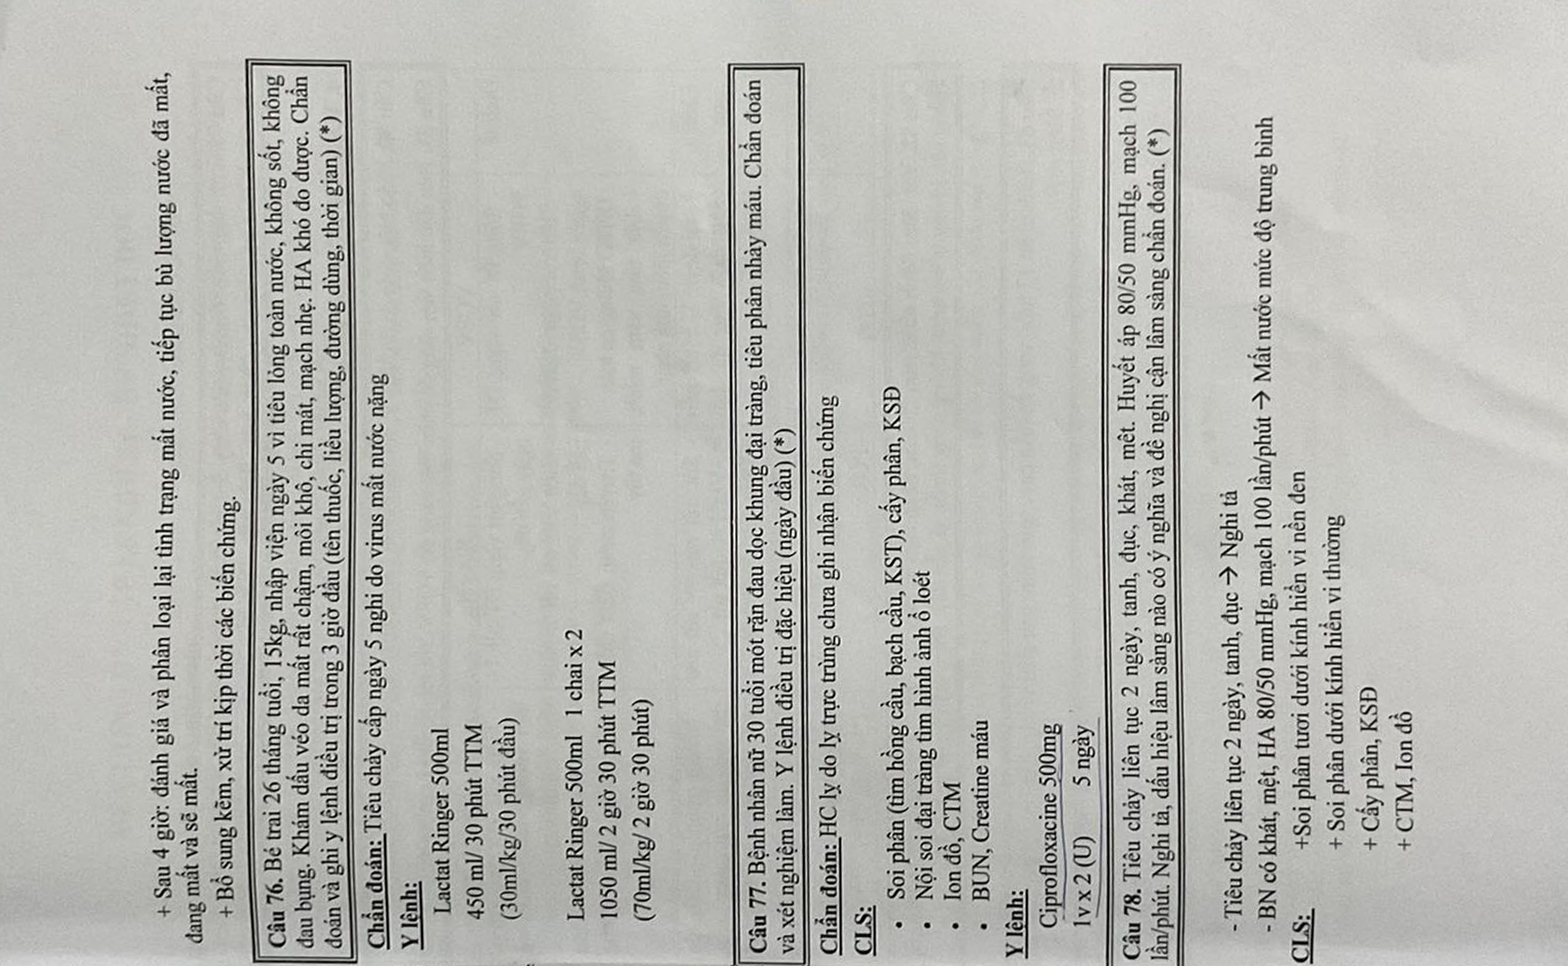 + Sau 4 giờ: đánh giá và phân loại lại tình trạng mất nước, tiếp tục bù lượng nước đã mất,
đang mất và sẽ mất.
+ Bổ sung kẽm, xử trí kịp thời các biến chứng.
Câu 76. Bé trai 26 tháng tuổi, 15kg, nhập viện ngày 5 vì tiêu lỏng toàn nước, không sốt, không
đau bụng. Khám dấu véo da mất rất chậm, môi khô, chi mát, mạch nhẹ. HA khó đo được. Chẩn
đoán và ghi y lệnh điều trị trong 3 giờ đầu (tên thuốc, liều lượng, đường dùng, thời gian) (*)
Chẩn đoán: Tiêu chảy cấp ngày 5 nghi do virus mất nước nặng
Y lệnh:
Lactat Ringer 500ml
450 ml/ 30 phút TTM
(30ml/kg/30 phút đầu)
Lactat Ringer 500ml 1 chai x 2
1050 ml/ 2 giờ 30 phút TTM
(70ml/kg/ 2 giờ 30 phút)
Câu 77. Bệnh nhân nữ 30 tuổi mót rặn đau dọc khung đại tràng, tiêu phân nhày máu. Chẩn đoán
và xét nghiệm làm. Y lệnh điều trị đặc hiệu (ngày đầu) (*)
Chẩn đoán: HC lỵ do lỵ trực trùng chưa ghi nhận biến chứng
CLS:
• Soi phân (tìm hồng cầu, bạch cầu, KST), cấy phân, KSĐ
• Nội soi đại tràng tìm hình ảnh ổ loét
• Ion đồ, CTM
• BUN, Creatine máu
Y lệnh:
Ciprofloxacine 500mg
1v x 2 (U) 5 ngày
Câu 78. Tiêu chảy liên tục 2 ngày, tanh, đục, khát, mêt. Huyết áp 80/50 mmHg, mạch 100
lần/phút. Nghi tả, dấu hiệu lâm sàng nào có ý nghĩa và đề nghị cận lâm sàng chẩn đoán. (*)
- Tiêu chảy liên tục 2 ngày, tanh, đục → Nghi tả
- BN có khát, mệt, HA 80/50 mmHg, mạch 100 lần/phút → Mất nước mức độ trung bình
CLS: +Soi phân tươi dưới kính hiển vi nền đen
+ Soi phân dưới kính hiển vi thường
+ Cấy phân, KSĐ
+ CTM, Ion đồ